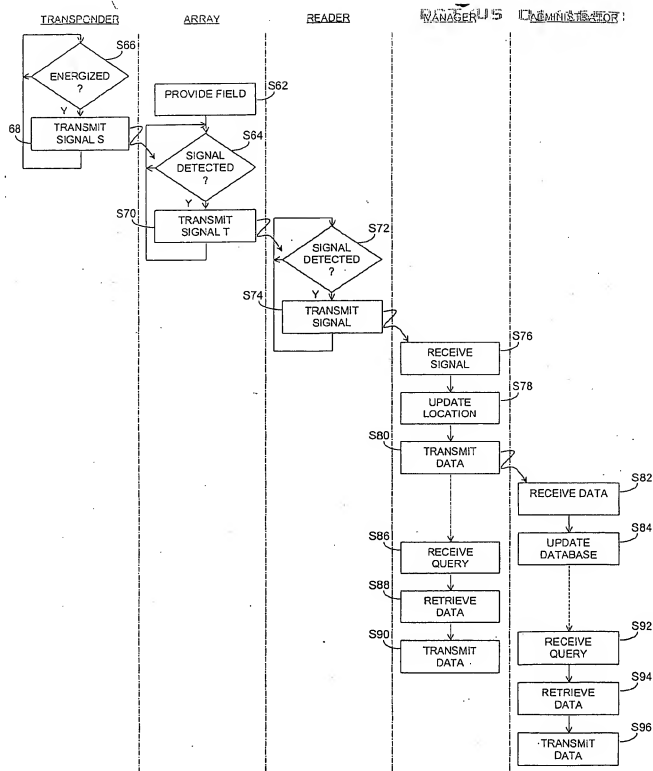 TRANSPONDER
ARRAY
READER
MANAGER
ADMINISTRATOR
S66
ENERGIZED
?
Y
68
TRANSMIT
SIGNAL S
PROVIDE FIELD
S62
S64
SIGNAL
DETECTED
?
Y
S70
TRANSMIT
SIGNAL T
S72
SIGNAL
DETECTED
?
Y
S74
TRANSMIT
SIGNAL
S76
RECEIVE
SIGNAL
S78
UPDATE
LOCATION
S80
TRANSMIT
DATA
S82
RECEIVE DATA
S84
UPDATE
DATABASE
S86
RECEIVE
QUERY
S88
RETRIEVE
DATA
S90
TRANSMIT
DATA
S92
RECEIVE
QUERY
S94
RETRIEVE
DATA
S96
TRANSMIT
DATA